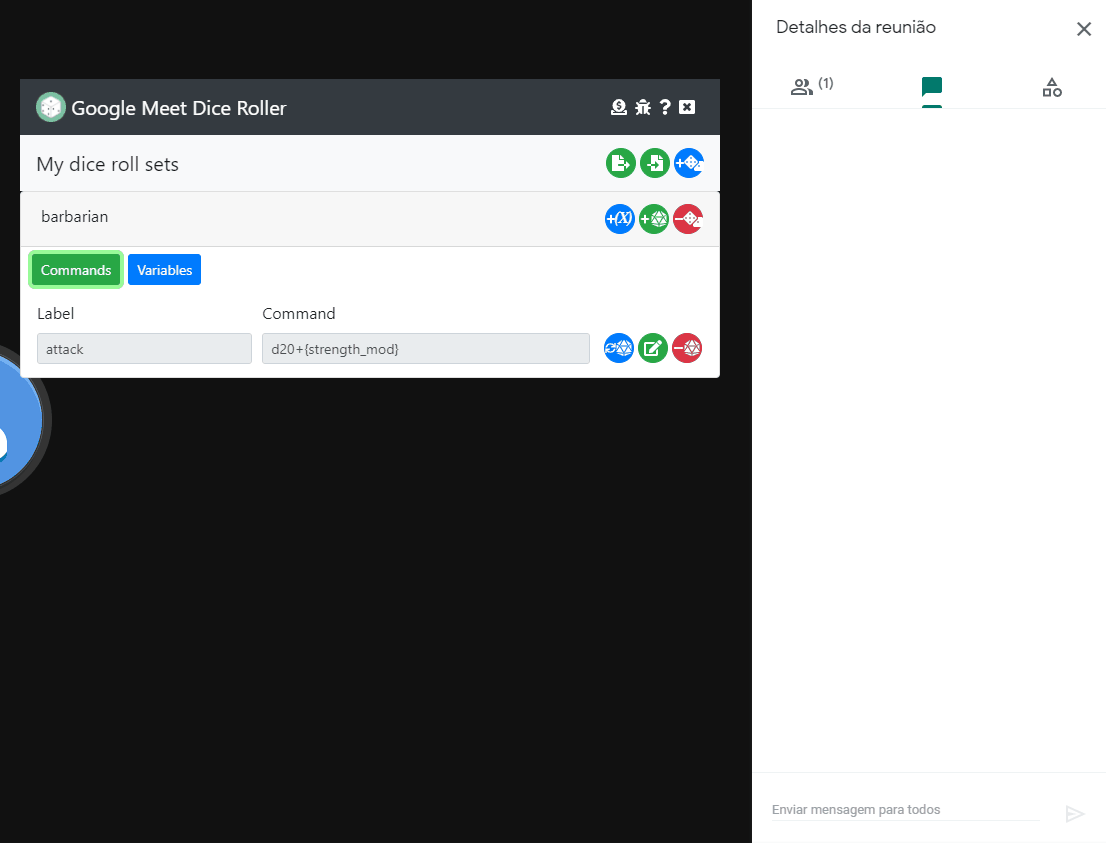 Google Meet Dice Roller
My dice roll sets
barbarian
+(X)
Commands Variables
Label Command
attack d20+{strength_mod}
Detalhes da reunião
(1)
Enviar mensagem para todos